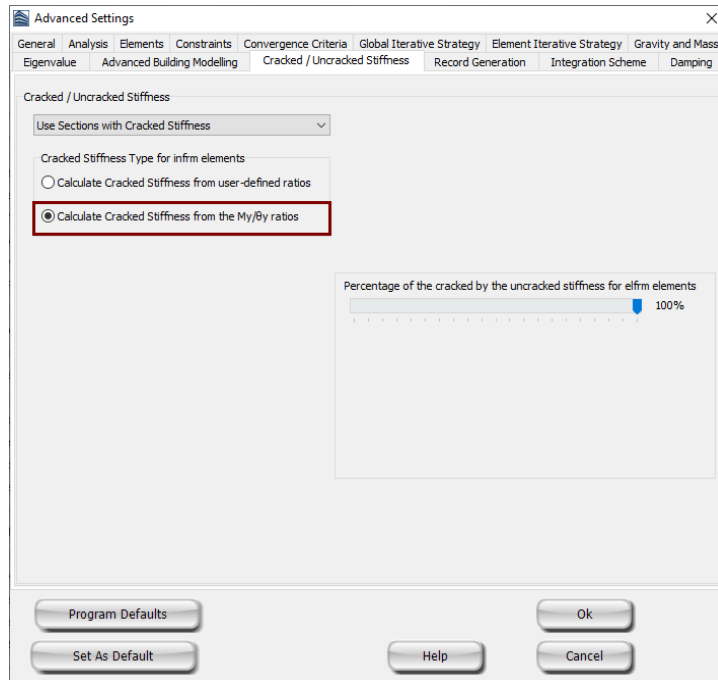 Advanced Settings
General Analysis Elements Constraints Convergence Criteria Global Iterative Strategy Element Iterative Strategy Gravity and Mass
Eigenvalue Advanced Building Modelling Cracked / Uncracked Stiffness Record Generation Integration Scheme Damping
Cracked / Uncracked Stiffness
Use Sections with Cracked Stiffness
Cracked Stiffness Type for infrm elements
Calculate Cracked Stiffness from user-defined ratios
Calculate Cracked Stiffness from the My/θy ratios
Percentage of the cracked by the uncracked stiffness for elfrm elements
100%
Program Defaults
Ok
Set As Default
Help
Cancel